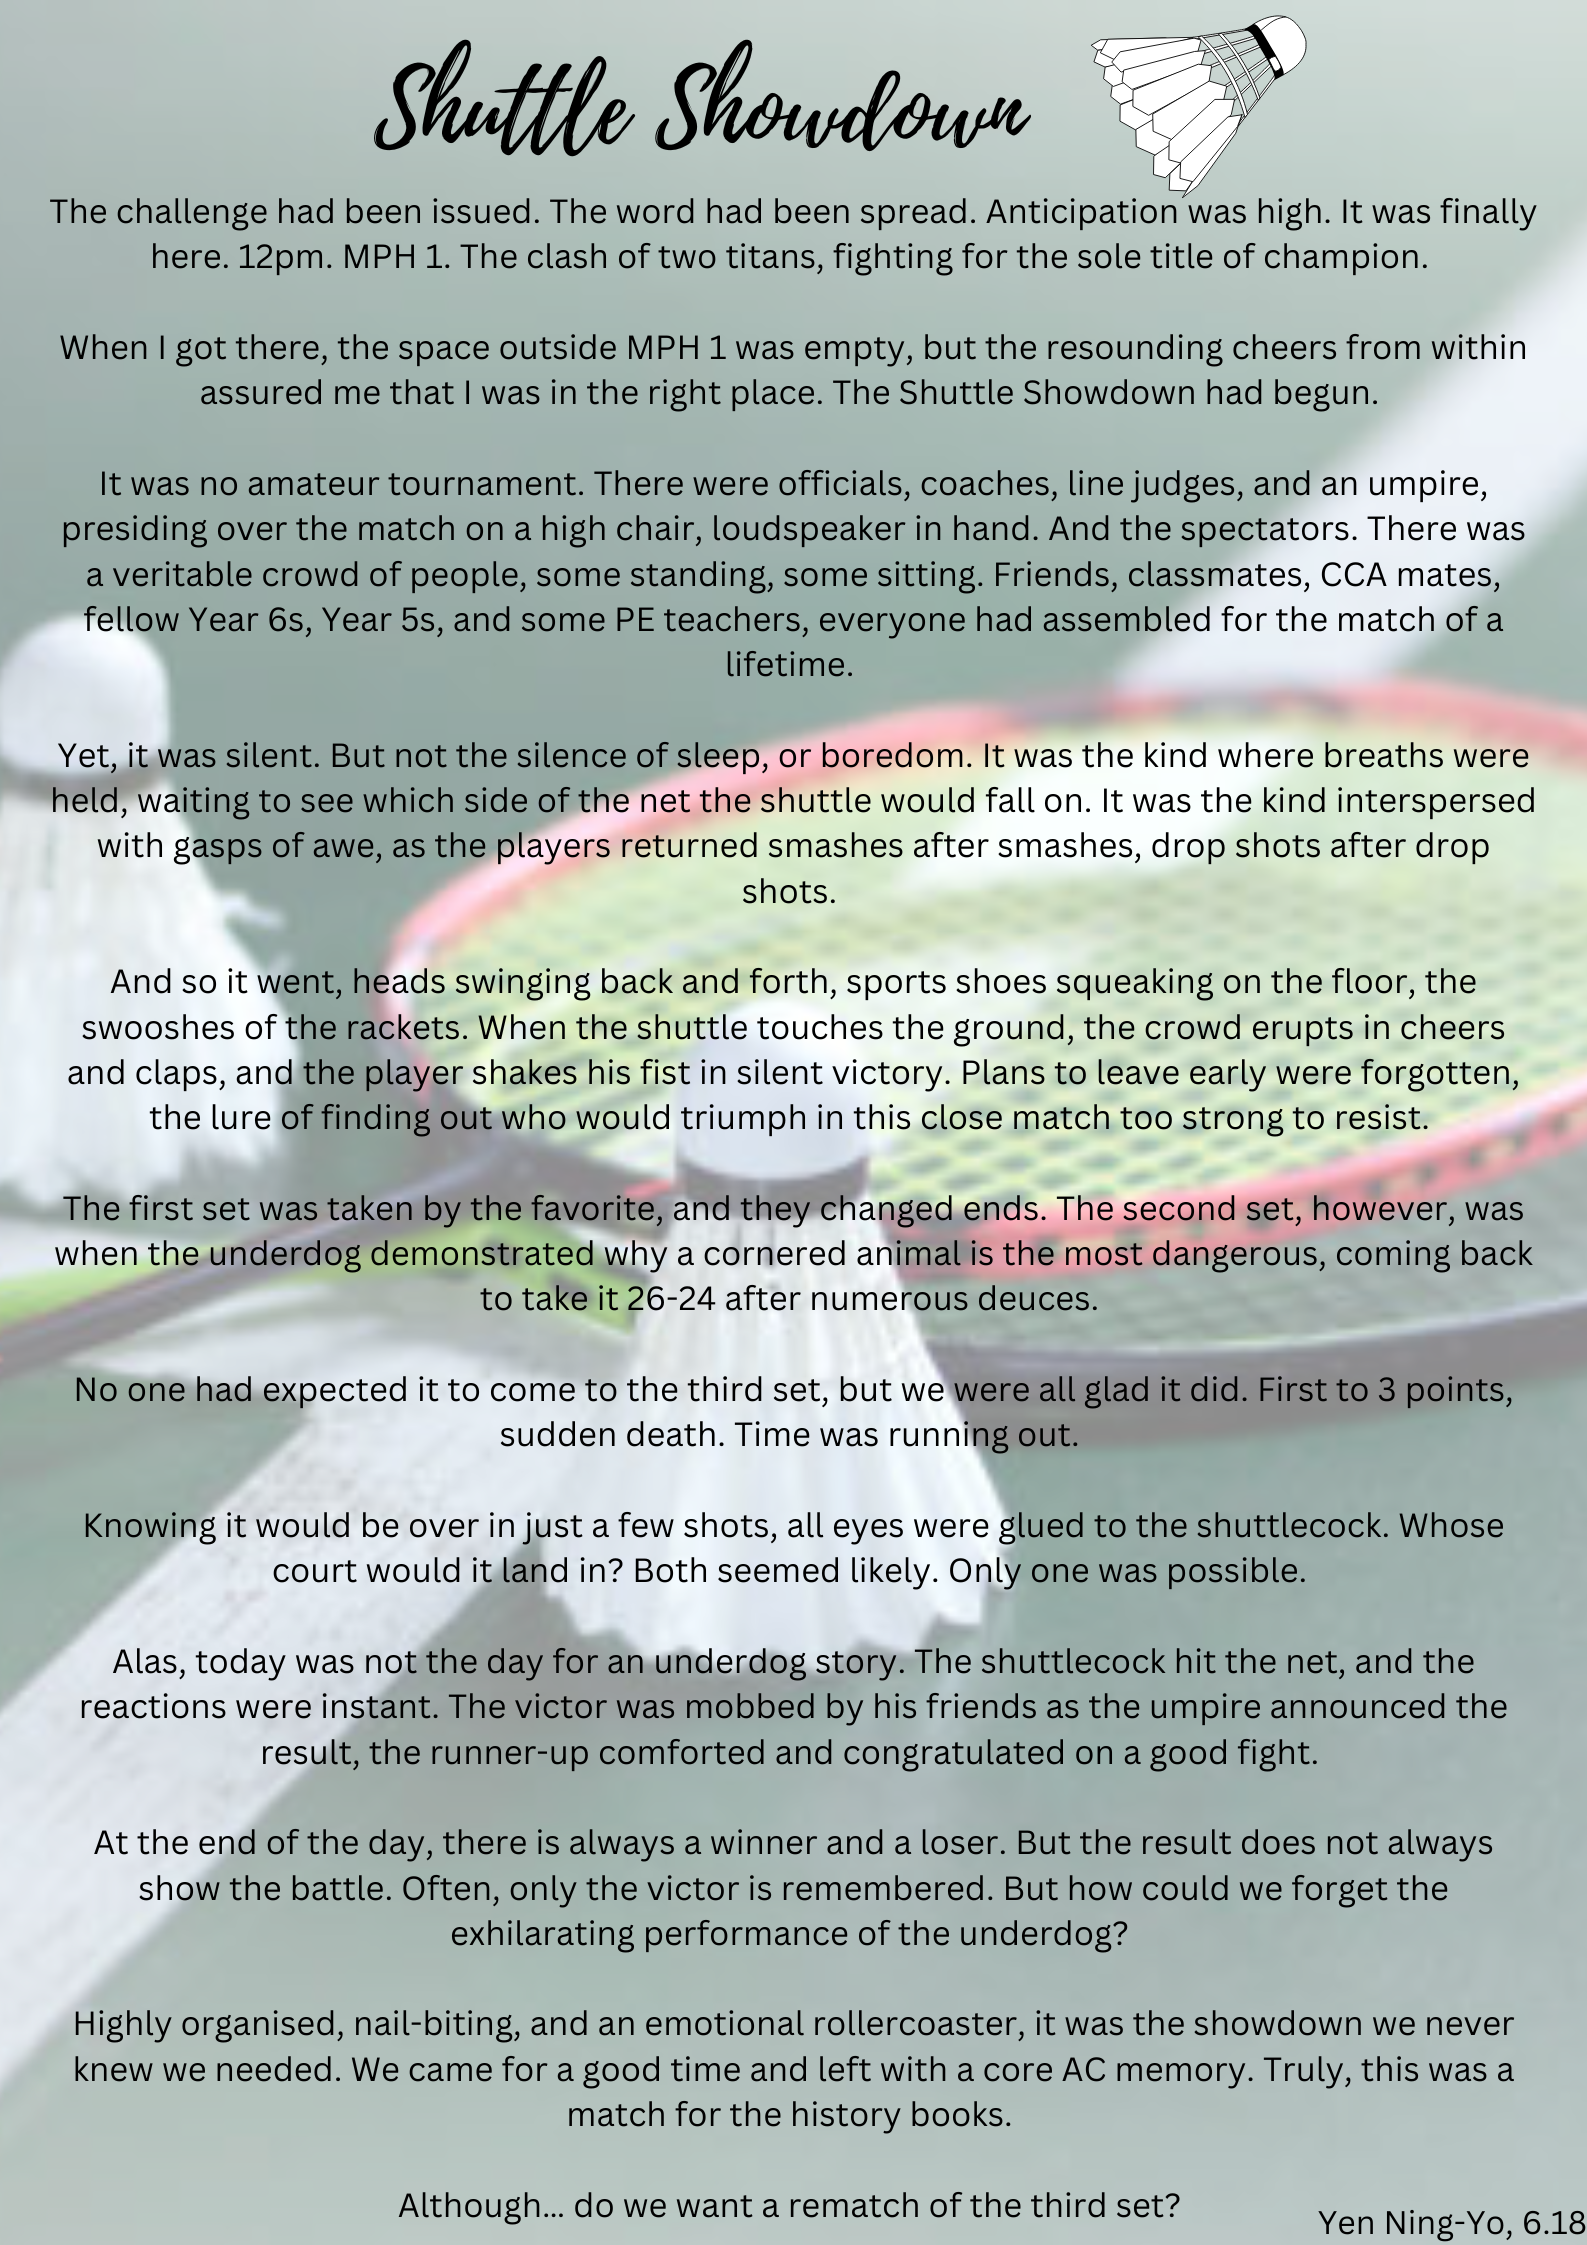 Shuttle Showdown
The challenge had been issued. The word had been spread. Anticipation was high. It was finally
here. 12pm. MPH 1. The clash of two titans, fighting for the sole title of champion.
When I got there, the space outside MPH 1 was empty, but the resounding cheers from within
assured me that I was in the right place. The Shuttle Showdown had begun.
It was no amateur tournament. There were officials, coaches, line judges, and an umpire,
presiding over the match on a high chair, loudspeaker in hand. And the spectators. There was
a veritable crowd of people, some standing, some sitting. Friends, classmates, CCA mates,
fellow Year 6s, Year 5s, and some PE teachers, everyone had assembled for the match of a
lifetime.
Yet, it was silent. But not the silence of sleep, or boredom. It was the kind where breaths were
held, waiting to see which side of the net the shuttle would fall on. It was the kind interspersed
with gasps of awe, as the players returned smashes after smashes, drop shots after drop
shots.
And so it went, heads swinging back and forth, sports shoes squeaking on the floor, the
swooshes of the rackets. When the shuttle touches the ground, the crowd erupts in cheers
and claps, and the player shakes his fist in silent victory. Plans to leave early were forgotten,
the lure of finding out who would triumph in this close match too strong to resist.
The first set was taken by the favorite, and they changed ends. The second set, however, was
when the underdog demonstrated why a cornered animal is the most dangerous, coming back
to take it 26-24 after numerous deuces.
No one had expected it to come to the third set, but we were all glad it did. First to 3 points,
sudden death. Time was running out.
Knowing it would be over in just a few shots, all eyes were glued to the shuttlecock. Whose
court would it land in? Both seemed likely. Only one was possible.
Alas, today was not the day for an underdog story. The shuttlecock hit the net, and the
reactions were instant. The victor was mobbed by his friends as the umpire announced the
result, the runner-up comforted and congratulated on a good fight.
At the end of the day, there is always a winner and a loser. But the result does not always
show the battle. Often, only the victor is remembered. But how could we forget the
exhilarating performance of the underdog?
Highly organised, nail-biting, and an emotional rollercoaster, it was the showdown we never
knew we needed. We came for a good time and left with a core AC memory. Truly, this was a
match for the history books.
Although... do we want a rematch of the third set?
Yen Ning-Yo, 6.18